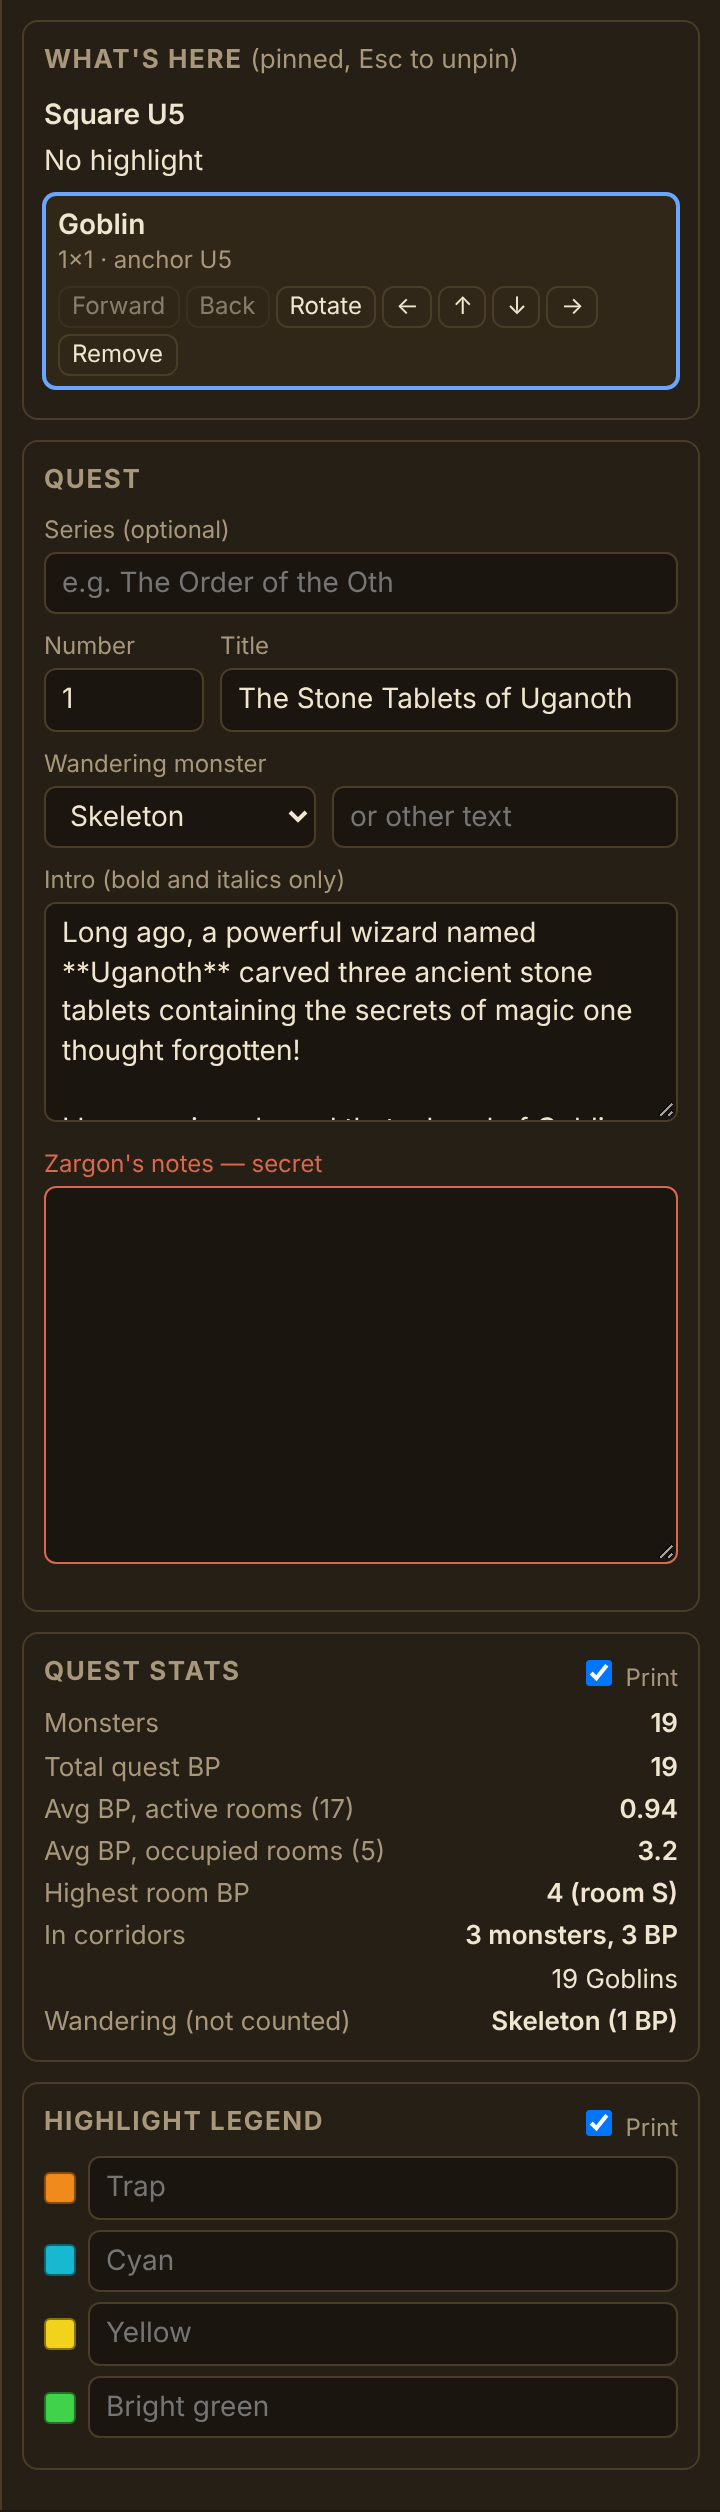 WHAT'S HERE (pinned, Esc to unpin)
Square U5
No highlight
Goblin
1×1 · anchor U5
Forward Back Rotate ← ↑ ↓ →
Remove
QUEST
Series (optional)
e.g. The Order of the Oth
Number Title
1 The Stone Tablets of Uganoth
Wandering monster
Skeleton or other text
Intro (bold and italics only)
Long ago, a powerful wizard named
**Uganoth** carved three ancient stone
tablets containing the secrets of magic one
thought forgotten!
Zargon's notes — secret
QUEST STATS Print
Monsters 19
Total quest BP 19
Avg BP, active rooms (17) 0.94
Avg BP, occupied rooms (5) 3.2
Highest room BP 4 (room S)
In corridors 3 monsters, 3 BP
19 Goblins
Wandering (not counted) Skeleton (1 BP)
HIGHLIGHT LEGEND Print
Trap
Cyan
Yellow
Bright green